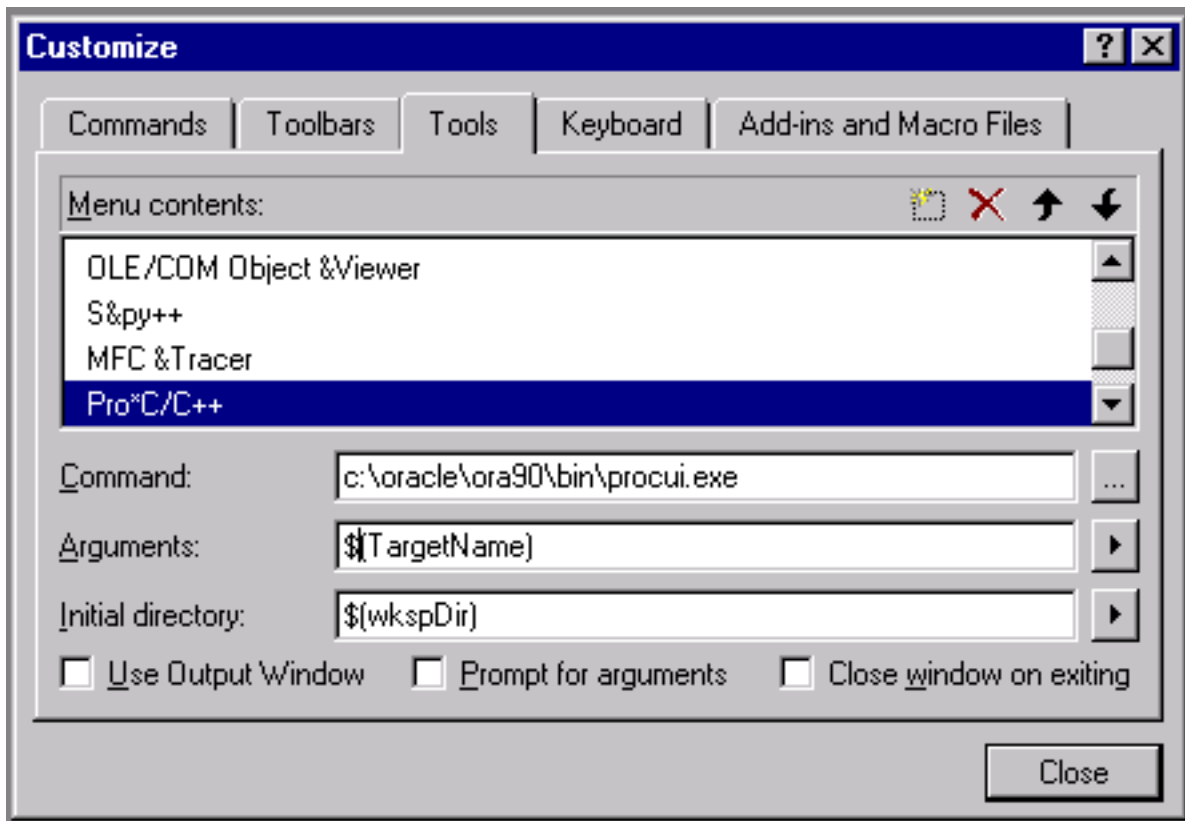 Customize
Commands Toolbars Tools Keyboard Add-ins and Macro Files
Menu contents:
OLE/COM Object &Viewer
S&py++
MFC &Tracer
Pro*C/C++
Command: c:\oracle\ora90\bin\procui.exe ...
Arguments: $(TargetName)
Initial directory: $(wkspDir)
Use Output Window Prompt for arguments Close window on exiting
Close